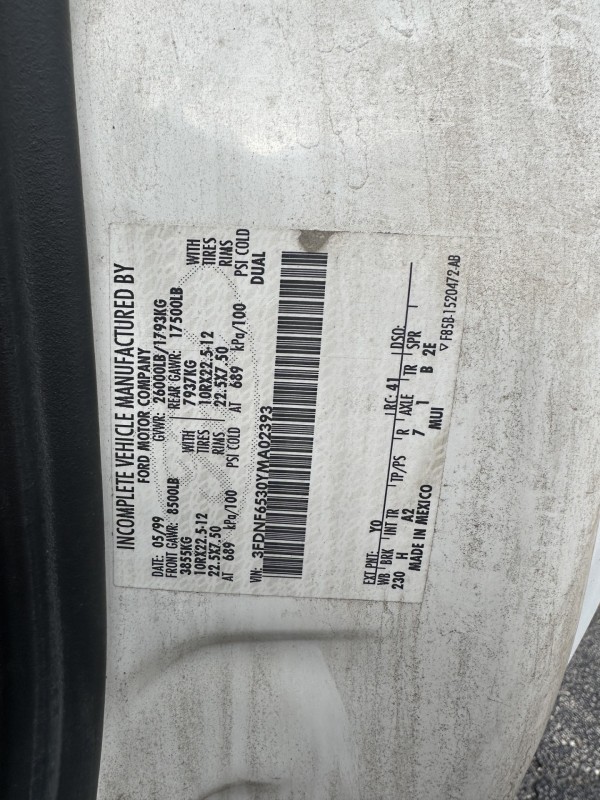 INCOMPLETE VEHICLE MANUFACTURED BY
FORD MOTOR COMPANY
DATE: 05/99 GVWR: 26000LB/1793KG
FRONT GAWR: 8500LB REAR GAWR: 17500LB
3855KG WITH 7937KG WITH
10RX22.5-12 TIRES 10RX22.5-12 TIRES
22.5X7.50 RIMS 22.5X7.50 RIMS
AT 689 kPa/100 PSI COLD AT 689 kPa/100 PSI COLD
DUAL
VIN: 3FDNF6530YMA02393
EXT PNT: YO RC: 41 DSO:
WB BRK INT TR TP/PS R AXLE TR SPR
230 H A2 7 1 B 2E
MADE IN MEXICO MUI
▽ F85B-1520472-AB